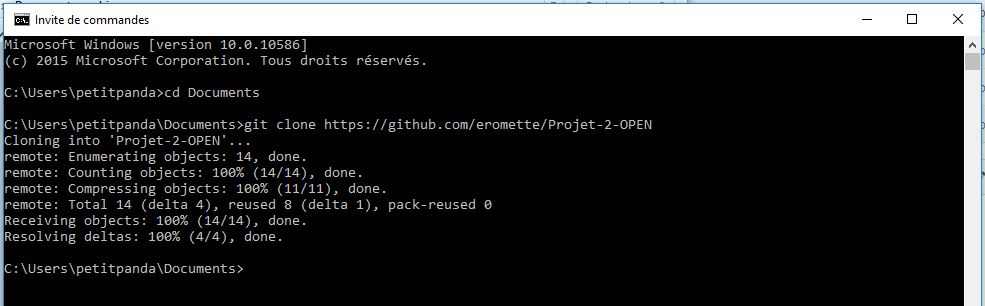 Invite de commandes
Microsoft Windows [version 10.0.10586]
(c) 2015 Microsoft Corporation. Tous droits réservés.
C:\Users\petitpanda>cd Documents
C:\Users\petitpanda\Documents>git clone https://github.com/eromette/Projet-2-OPEN
Cloning into 'Projet-2-OPEN'...
remote: Enumerating objects: 14, done.
remote: Counting objects: 100% (14/14), done.
remote: Compressing objects: 100% (11/11), done.
remote: Total 14 (delta 4), reused 8 (delta 1), pack-reused 0
Receiving objects: 100% (14/14), done.
Resolving deltas: 100% (4/4), done.
C:\Users\petitpanda\Documents>